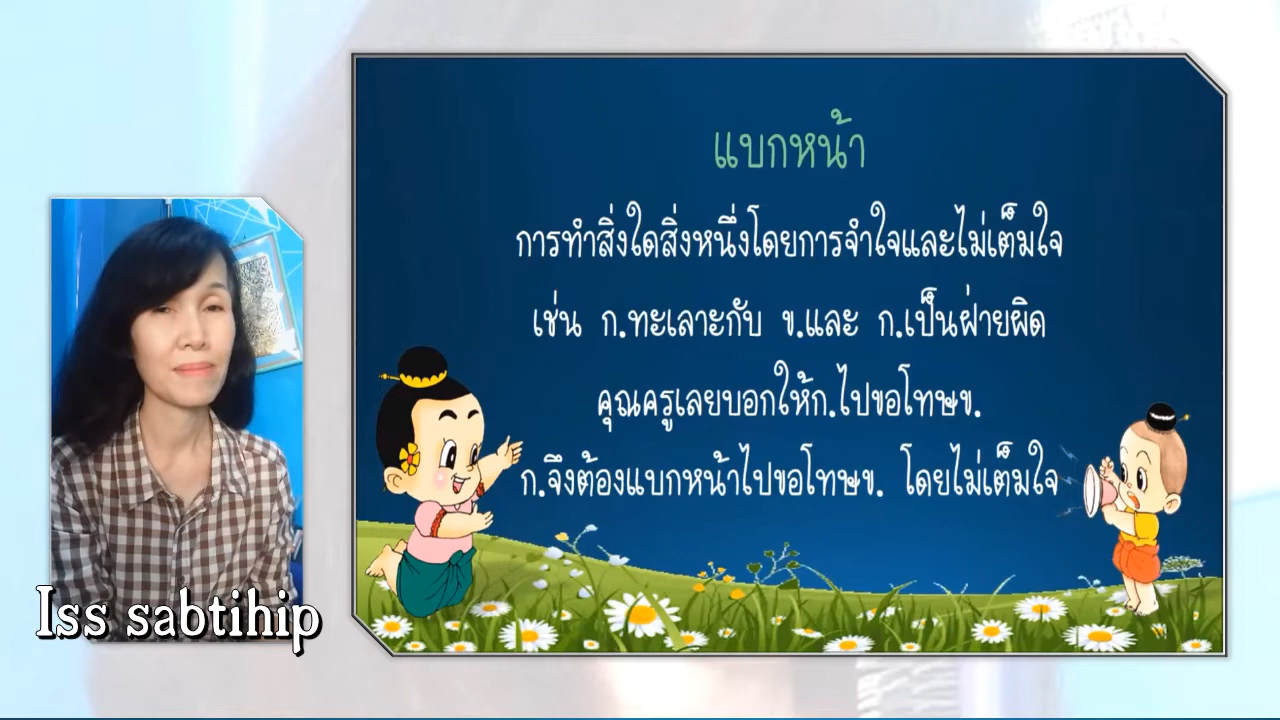 แบกหน้า
การทำสิ่งใดสิ่งหนึ่งโดยการจำใจและไม่เต็มใจ
เช่น ก.ทะเลาะกับ ข.และ ก.เป็นฝ่ายผิด
คุณครูเลยบอกให้ก.ไปขอโทษข.
ก.จึงต้องแบกหน้าไปขอโทษข. โดยไม่เต็มใจ
Iss sabtihip